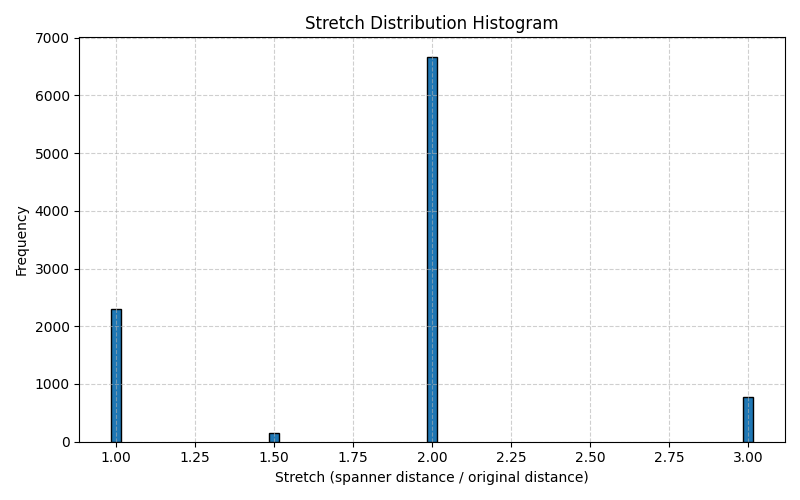 Stretch Distribution Histogram
7000
6000
5000
4000
3000
2000
1000
0
Frequency
1.00 1.25 1.50 1.75 2.00 2.25 2.50 2.75 3.00
Stretch (spanner distance / original distance)